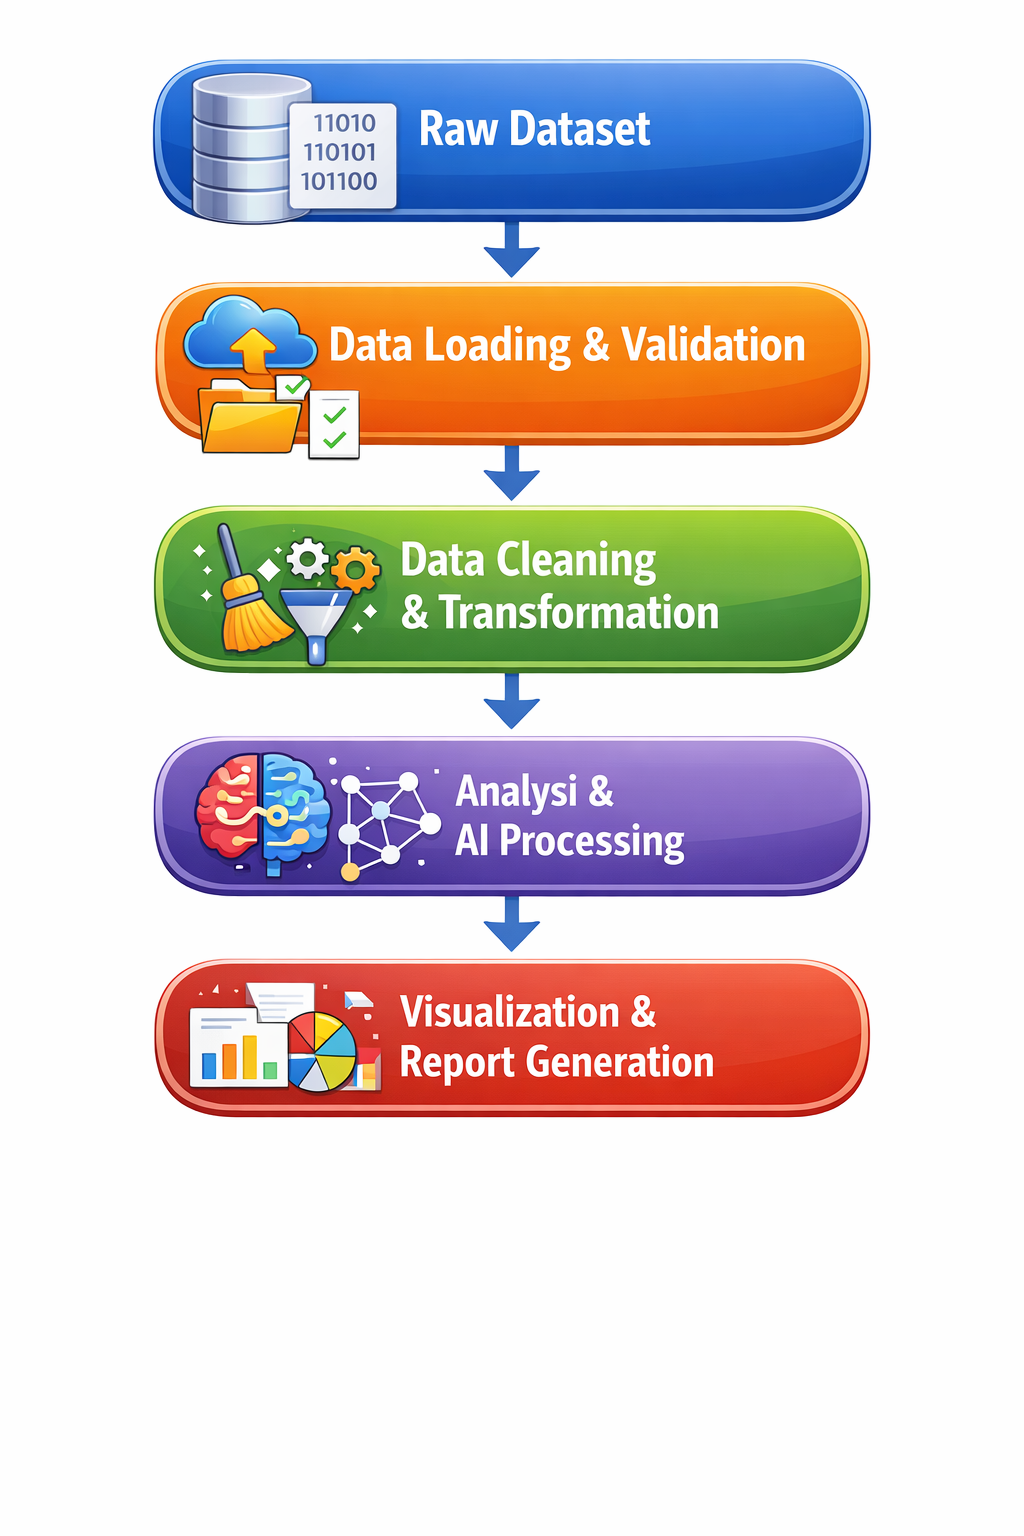 11010
110101
101100
Raw Dataset
Data Loading & Validation
Data Cleaning
& Transformation
Analysi &
AI Processing
Visualization &
Report Generation